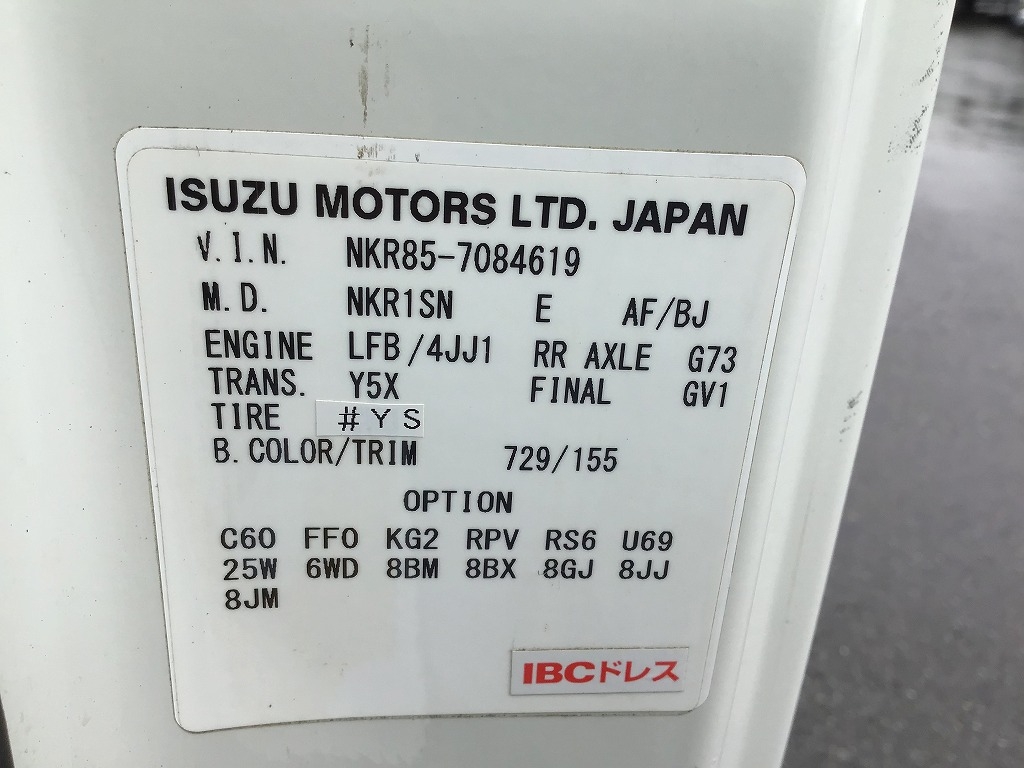 ISUZU MOTORS LTD. JAPAN
V.I.N. NKR85-7084619
M.D. NKR1SN E AF/BJ
ENGINE LFB/4JJ1 RR AXLE G73
TRANS. Y5X FINAL GV1
TIRE #YS
B.COLOR/TRIM 729/155
OPTION
C60 FF0 KG2 RPV RS6 U69
25W 6WD 8BM 8BX 8GJ 8JJ
8JM
IBCドレス